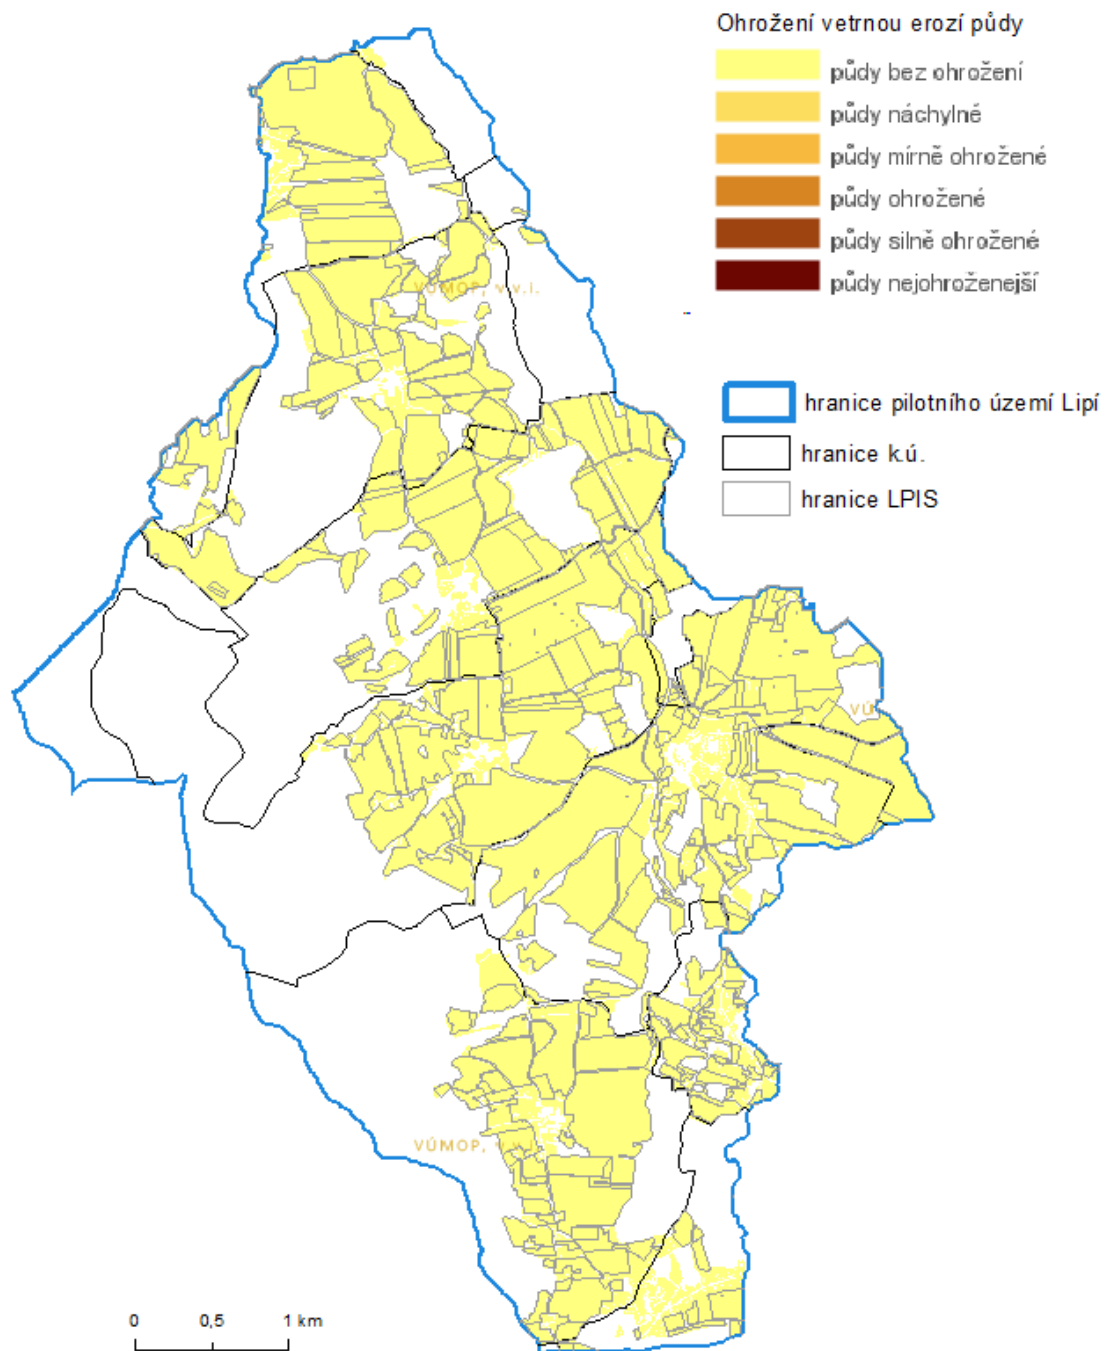 Ohrožení vetrnou erozí půdy
půdy bez ohrožení
půdy náchylné
půdy mírně ohrožené
půdy ohrožené
půdy silně ohrožené
půdy nejohroženejší
hranice pilotního území Lipí
hranice k.ú.
hranice LPIS
VÚMOP, v.v.i.
VÚ
VÚMOP, v.v.i.
0 0,5 1 km